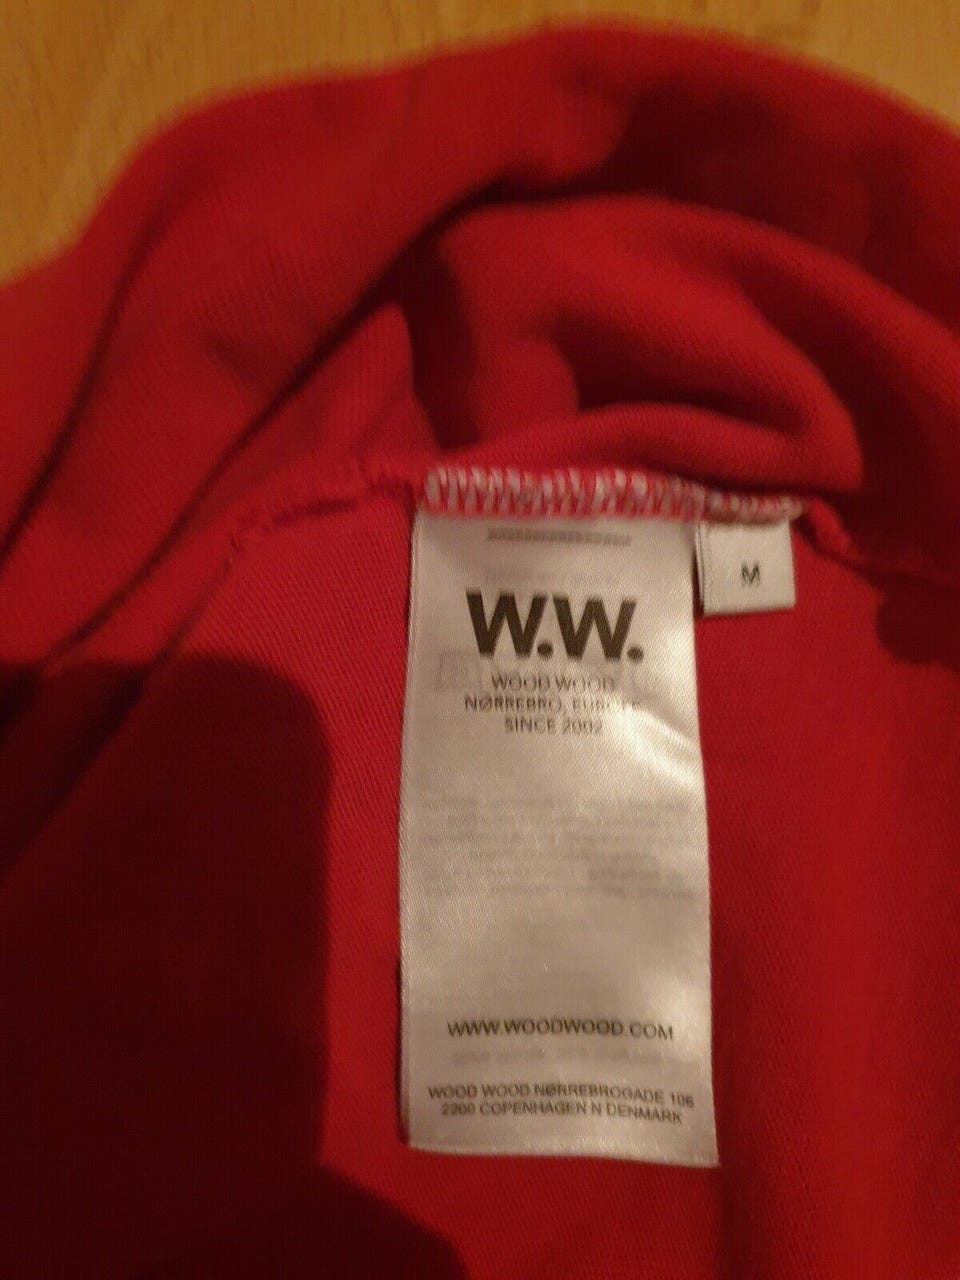 W.W.
WOOD WOOD
NØRREBRO, EUROPE
SINCE 2002
M
WWW.WOODWOOD.COM
WOOD WOOD NØRREBROGADE 106
2200 COPENHAGEN N DENMARK